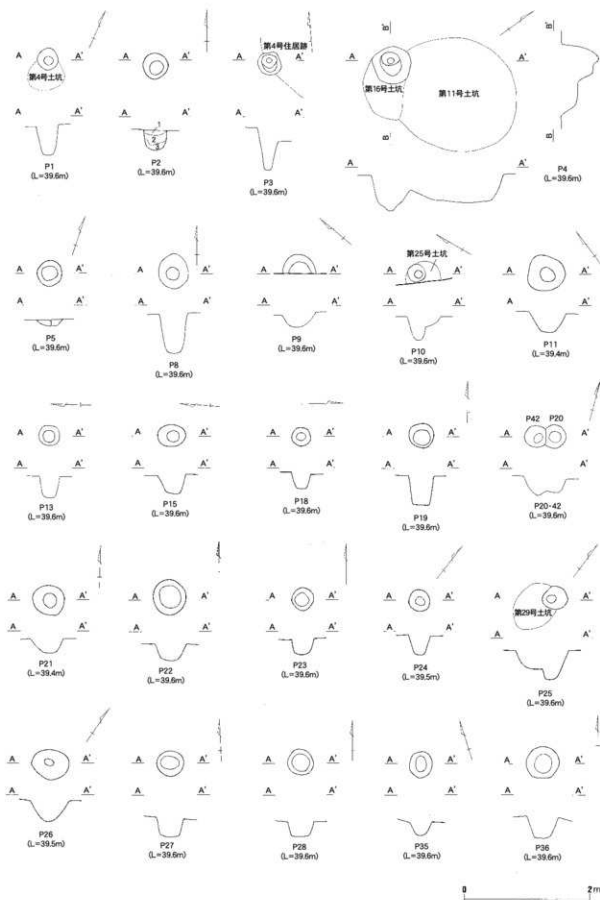 A A'
第4号土坑
A A'
P1
(L=39.6m)
A A'
A A'
1
2
3
P2
(L=39.6m)
第4号住居跡
A A'
A A'
P3
(L=39.6m)
B B'
A A'
第16号土坑
第11号土坑
B
A A'
B' B
P4
(L=39.6m)
A A'
A A'
P5
(L=39.6m)
A A'
A A'
P8
(L=39.6m)
A A'
A A'
P9
(L=39.6m)
第25号土坑
A A'
A A'
P10
(L=39.6m)
A A'
A A'
P11
(L=39.4m)
A A'
A A'
P13
(L=39.6m)
A A'
A A'
P15
(L=39.6m)
A A'
A A'
P18
(L=39.6m)
A A'
A A'
P19
(L=39.6m)
P42 P20
A A'
A A'
P20・42
(L=39.6m)
A A'
A A'
P21
(L=39.4m)
A A'
A A'
P22
(L=39.6m)
A A'
A A'
P23
(L=39.6m)
A A'
A A'
P24
(L=39.5m)
A A'
第29号土坑
A A'
P25
(L=39.6m)
A A'
A A'
P26
(L=39.5m)
A A'
A A'
P27
(L=39.6m)
A A'
A A'
P28
(L=39.6m)
A A'
A A'
P35
(L=39.6m)
A A'
A A'
P36
(L=39.6m)
0 2m